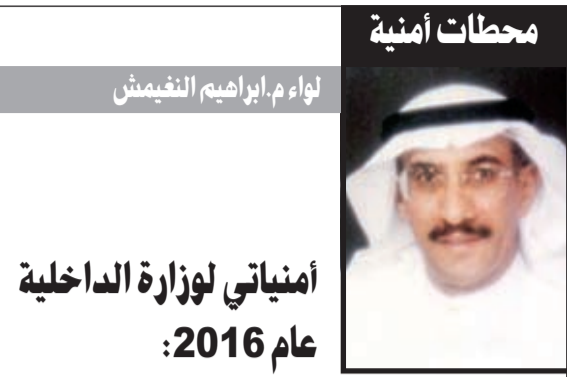 محطات أمنية
لواء م.ابراهيم النغيمش
أمنياتي لوزارة الداخلية
عام 2016: